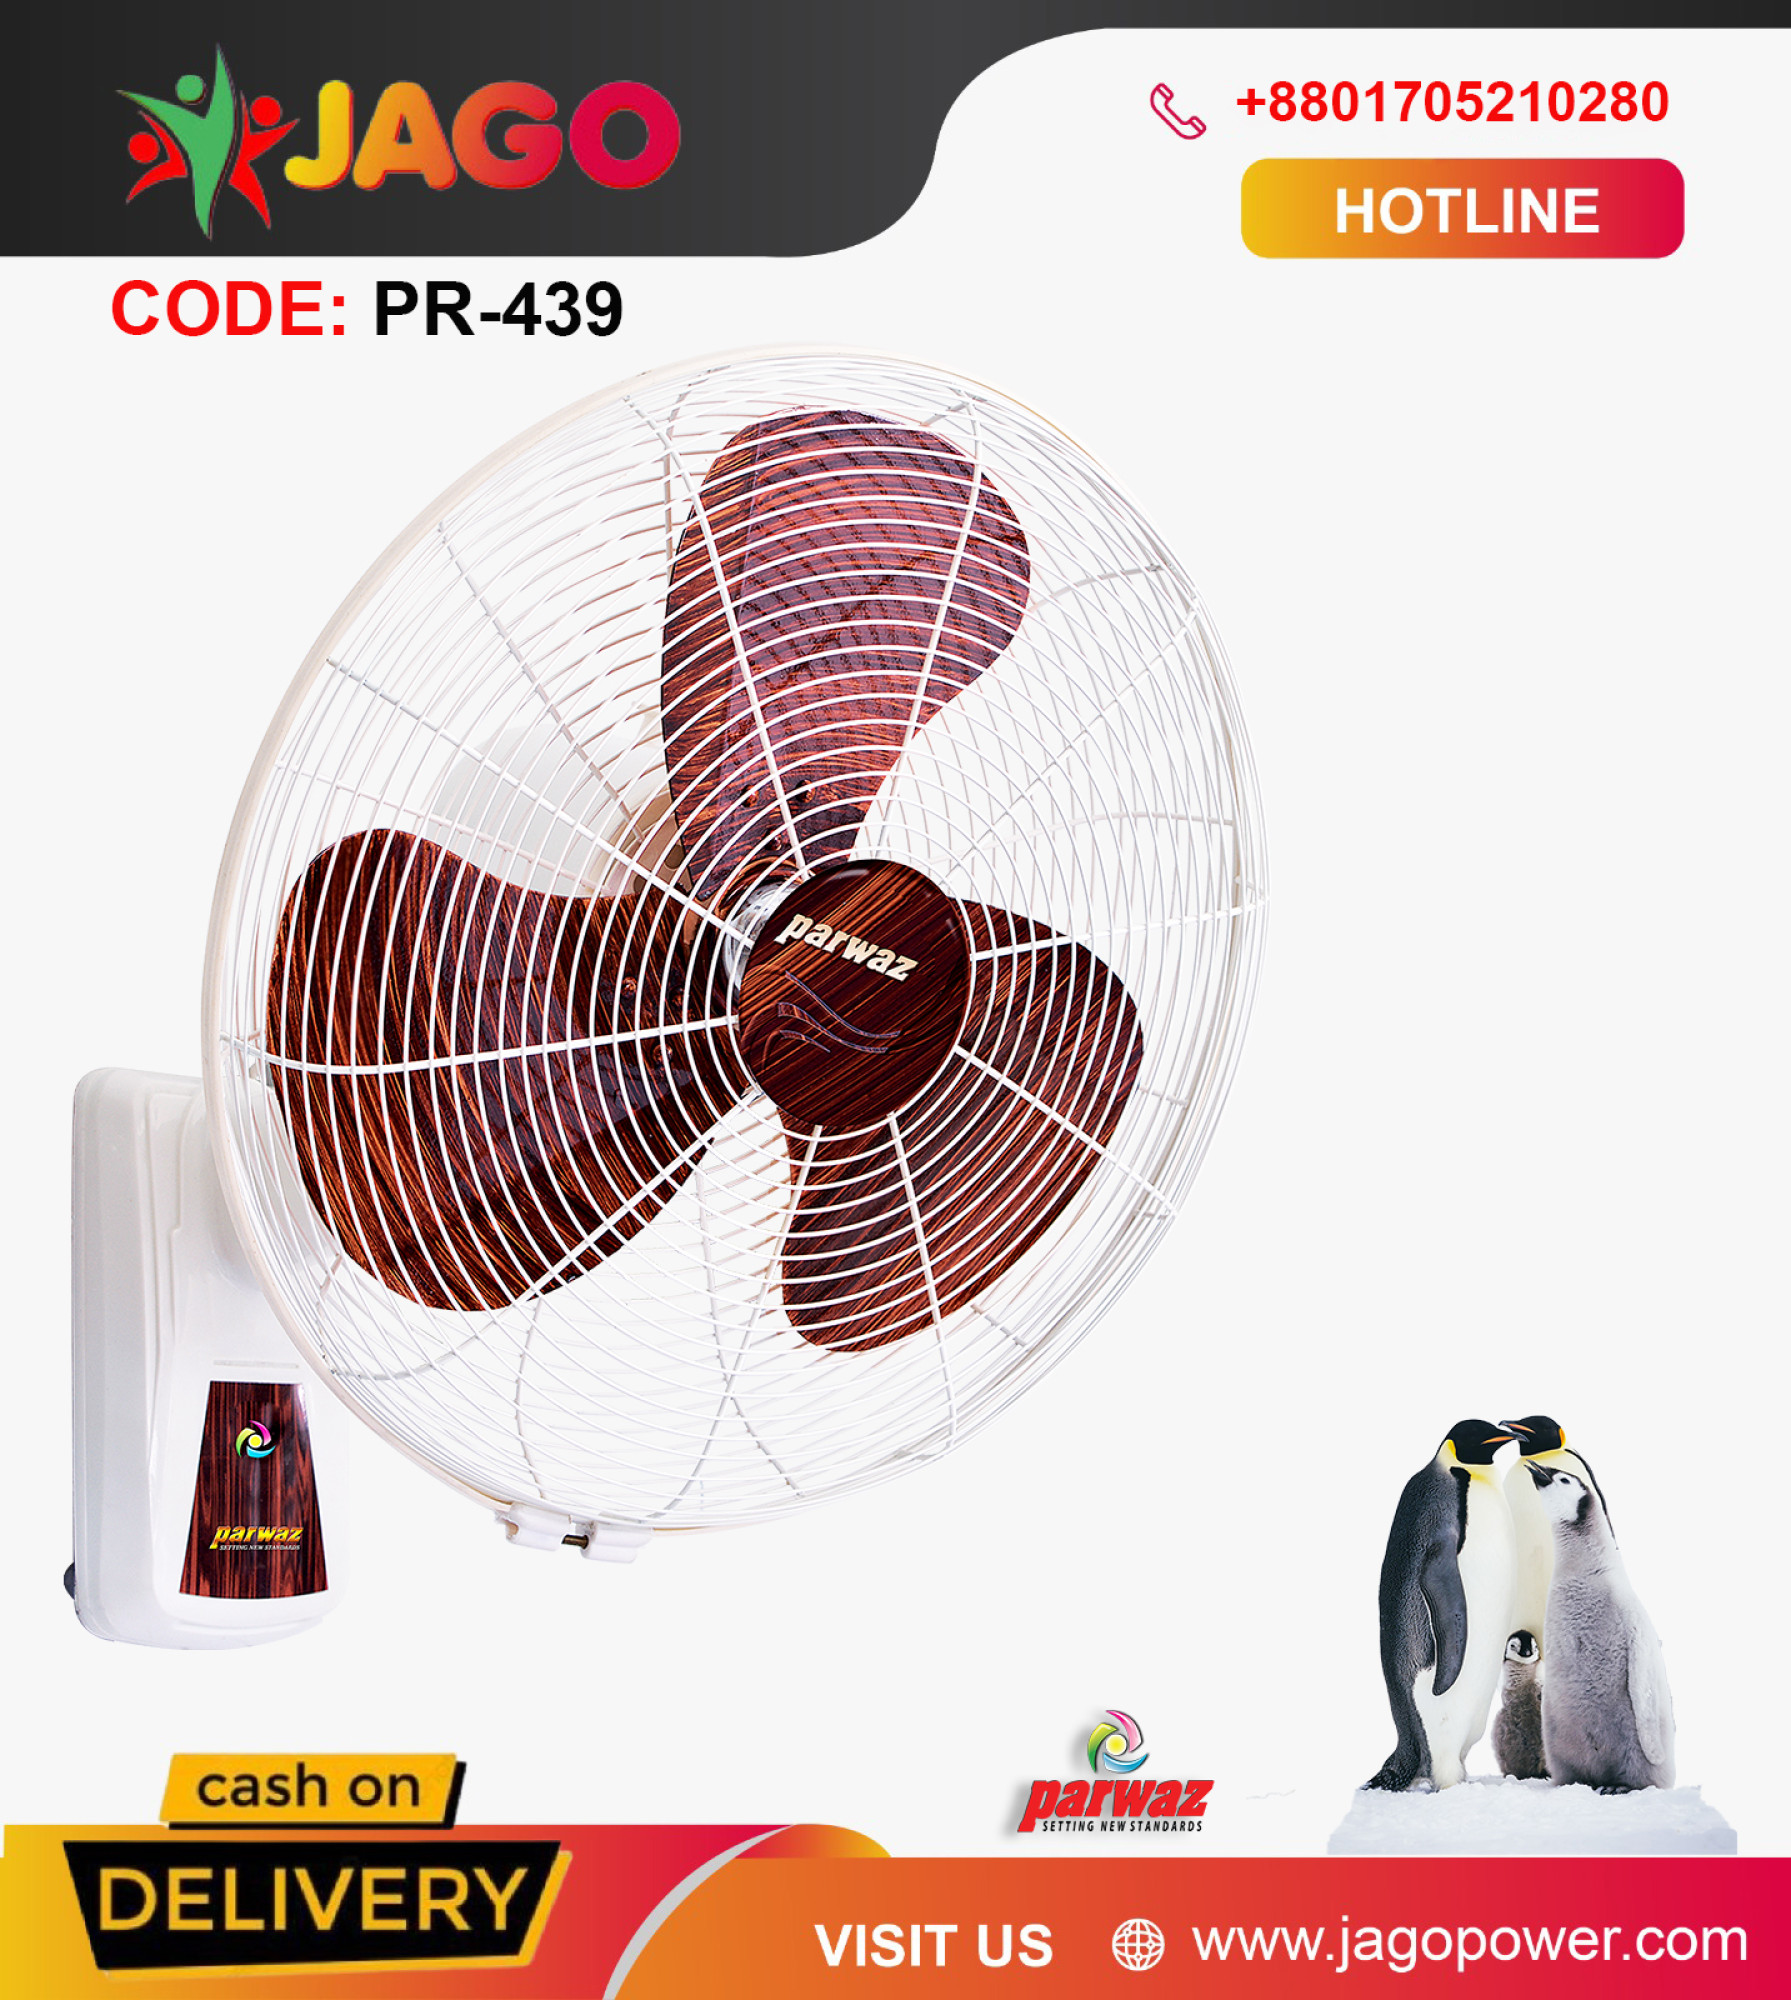 JAGO
+8801705210280
HOTLINE
CODE: PR-439
parwaz
parwaz
SETTING NEW STANDARDS
parwaz
SETTING NEW STANDARDS
cash on
DELIVERY
VISIT US
www.jagopower.com